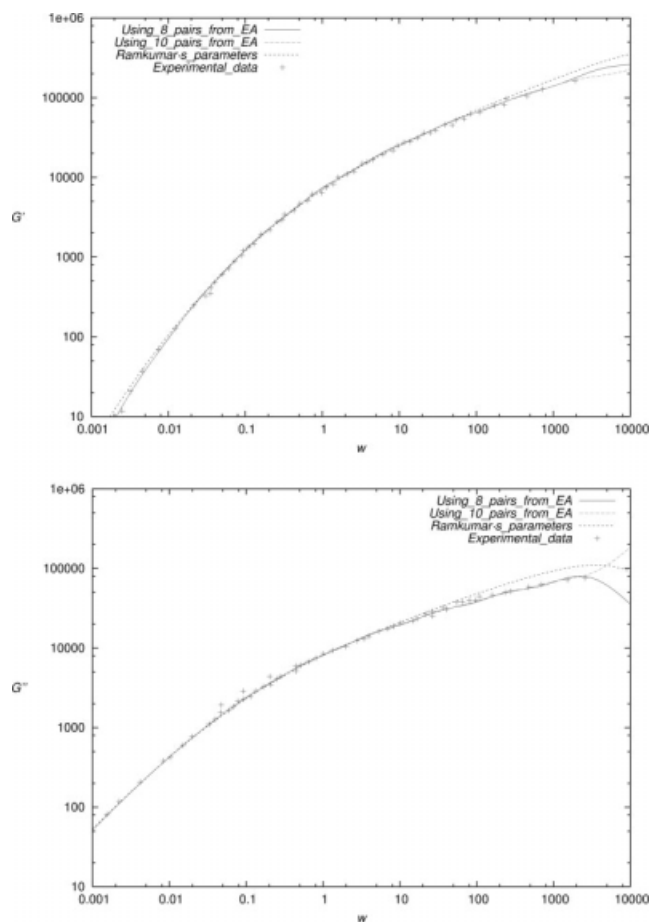 1e+06
Using_8_pairs_from_EA
Using_10_pairs_from_EA
Ramkumar-s_parameters
Experimental_data
100000
10000
G'
1000
100
10
0.001 0.01 0.1 1 10 100 1000 10000
w
1e+06
Using_8_pairs_from_EA
Using_10_pairs_from_EA
Ramkumar-s_parameters
Experimental_data
100000
10000
G''
1000
100
10
0.001 0.01 0.1 1 10 100 1000 10000
w